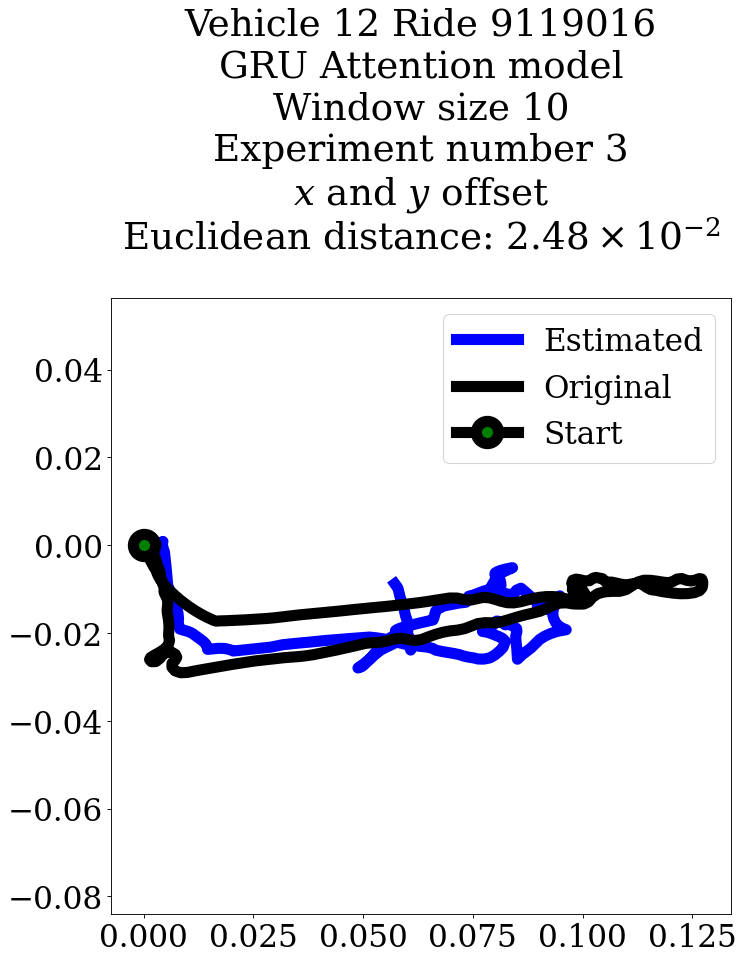 Vehicle 12 Ride 9119016
GRU Attention model
Window size 10
Experiment number 3
x and y offset
Euclidean distance: 2.48 × 10⁻²
Estimated
Original
Start
0.04
0.02
0.00
−0.02
−0.04
−0.06
−0.08
0.000 0.025 0.050 0.075 0.100 0.125